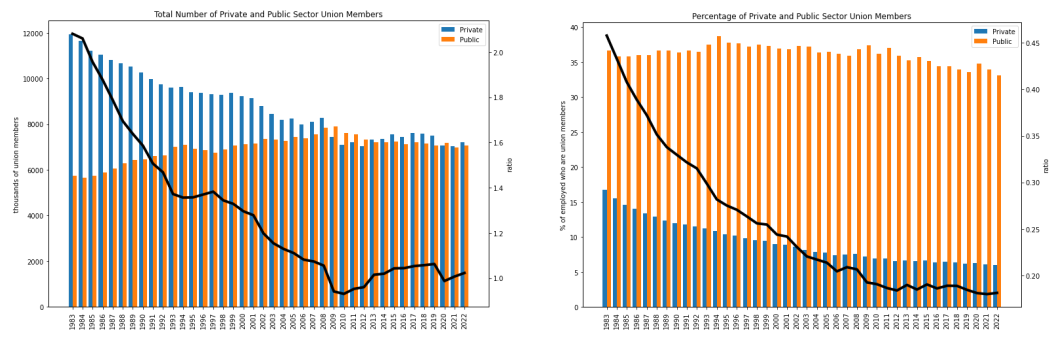 Total Number of Private and Public Sector Union Members
Private
Public
12000
10000
8000
6000
4000
2000
0
thousands of union members
2.0
1.8
1.6
1.4
1.2
1.0
ratio
1983 1984 1985 1986 1987 1988 1989 1990 1991 1992 1993 1994 1995 1996 1997 1998 1999 2000 2001 2002 2003 2004 2005 2006 2007 2008 2009 2010 2011 2012 2013 2014 2015 2016 2017 2018 2019 2020 2021 2022
Percentage of Private and Public Sector Union Members
Private
Public
40
35
30
25
20
15
10
5
0
% of employed who are union members
0.45
0.40
0.35
0.30
0.25
0.20
ratio
1983 1984 1985 1986 1987 1988 1989 1990 1991 1992 1993 1994 1995 1996 1997 1998 1999 2000 2001 2002 2003 2004 2005 2006 2007 2008 2009 2010 2011 2012 2013 2014 2015 2016 2017 2018 2019 2020 2021 2022